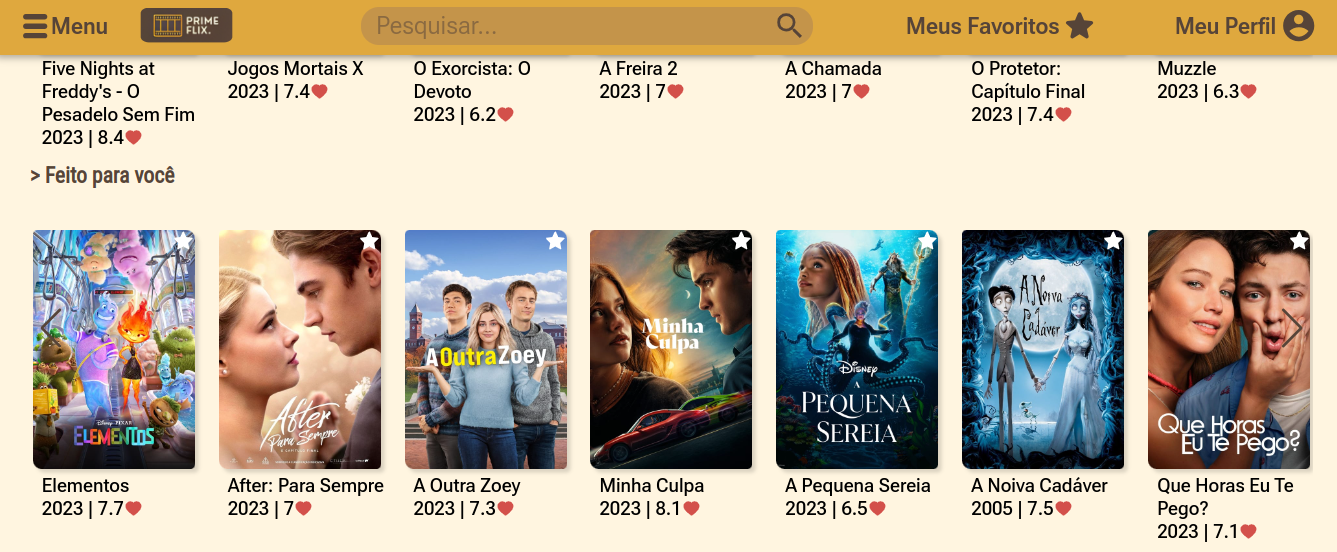 Menu
PRIME
FLIX.
Pesquisar...
Meus Favoritos
Meu Perfil
Five Nights at
Freddy's - O
Pesadelo Sem Fim
2023 | 8.4
Jogos Mortais X
2023 | 7.4
O Exorcista: O
Devoto
2023 | 6.2
A Freira 2
2023 | 7
A Chamada
2023 | 7
O Protetor:
Capítulo Final
2023 | 7.4
Muzzle
2023 | 6.3
> Feito para você
Disney PIXAR
ELEMENTOS
After
Para Sempre
O CAPÍTULO FINAL
A Outra Zoey
Minha
Culpa
Disney
A
PEQUENA
SEREIA
A Noiva
Cadáver
Que Horas
Eu Te Pego?
Elementos
2023 | 7.7
After: Para Sempre
2023 | 7
A Outra Zoey
2023 | 7.3
Minha Culpa
2023 | 8.1
A Pequena Sereia
2023 | 6.5
A Noiva Cadáver
2005 | 7.5
Que Horas Eu Te
Pego?
2023 | 7.1